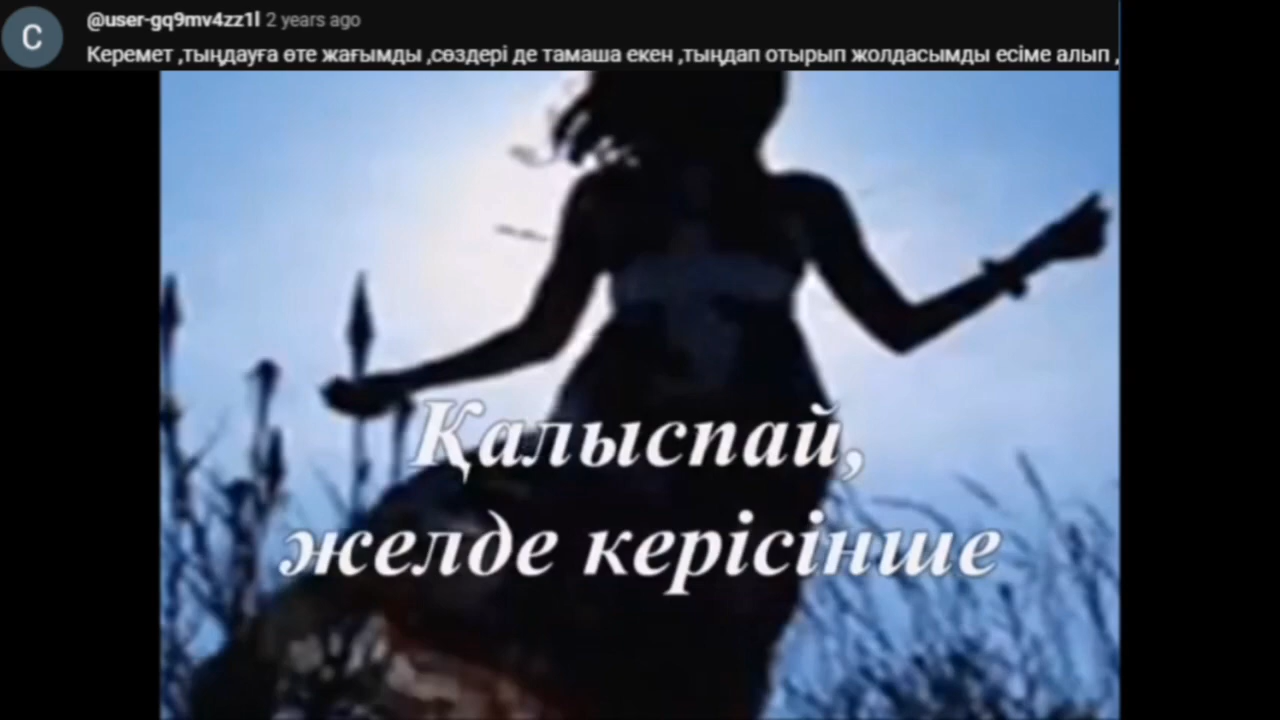 C
@user-gq9mv4zz1l 2 years ago
Керемет ,тыңдауға өте жағымды ,сөздері де тамаша екен ,тыңдап отырып жолдасымды есіме алып ,
Қалыспай,
желде керісінше